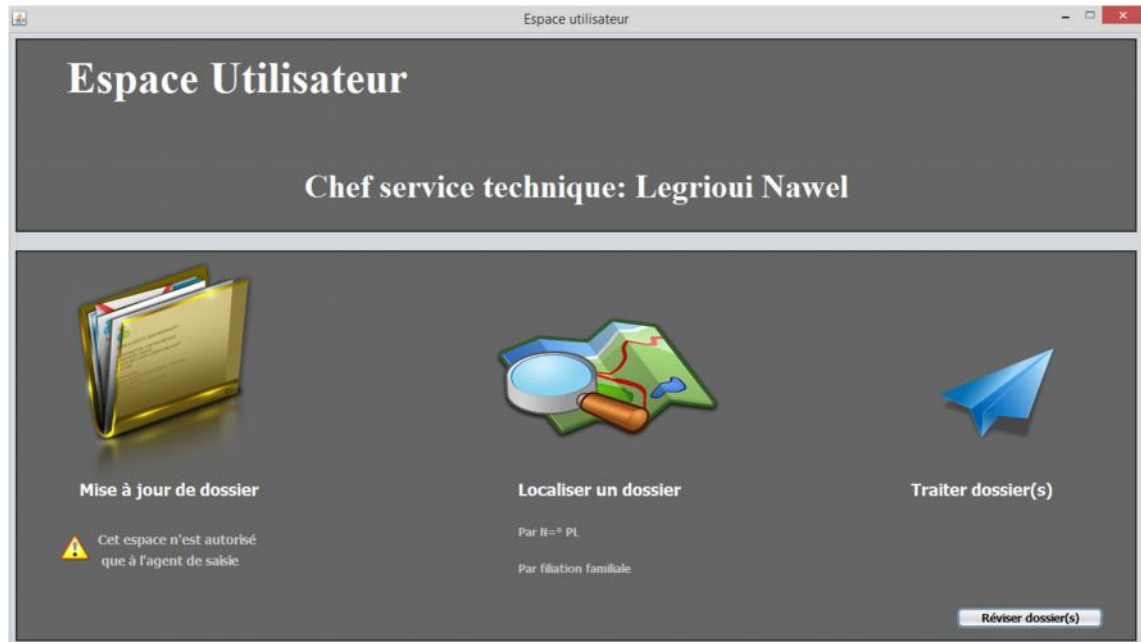 Espace utilisateur
Espace Utilisateur
Chef service technique: Legrioui Nawel
Mise à jour de dossier
Localiser un dossier
Traiter dossier(s)
Cet espace n'est autorisé
que à l'agent de saisie
Par N=° PL
Par filiation familiale
Réviser dossier(s)